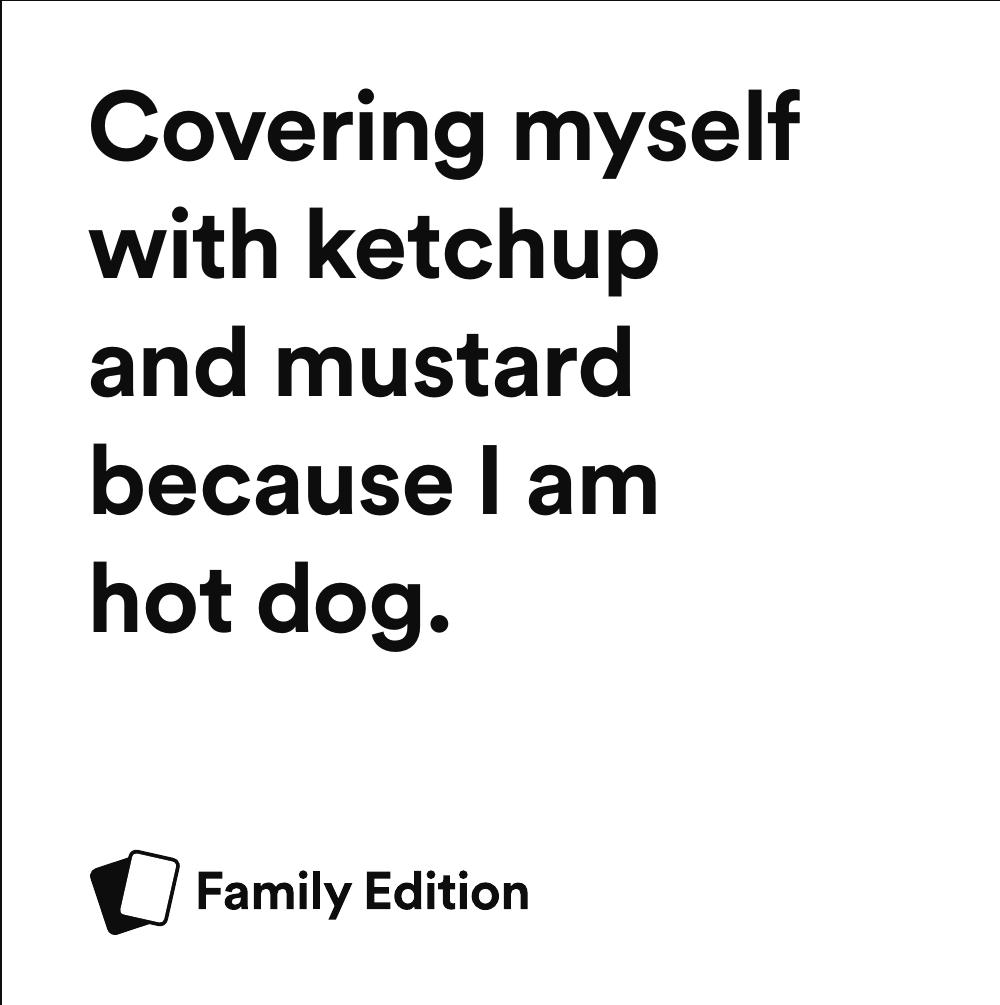 Covering myself
with ketchup
and mustard
because I am
hot dog.
Family Edition